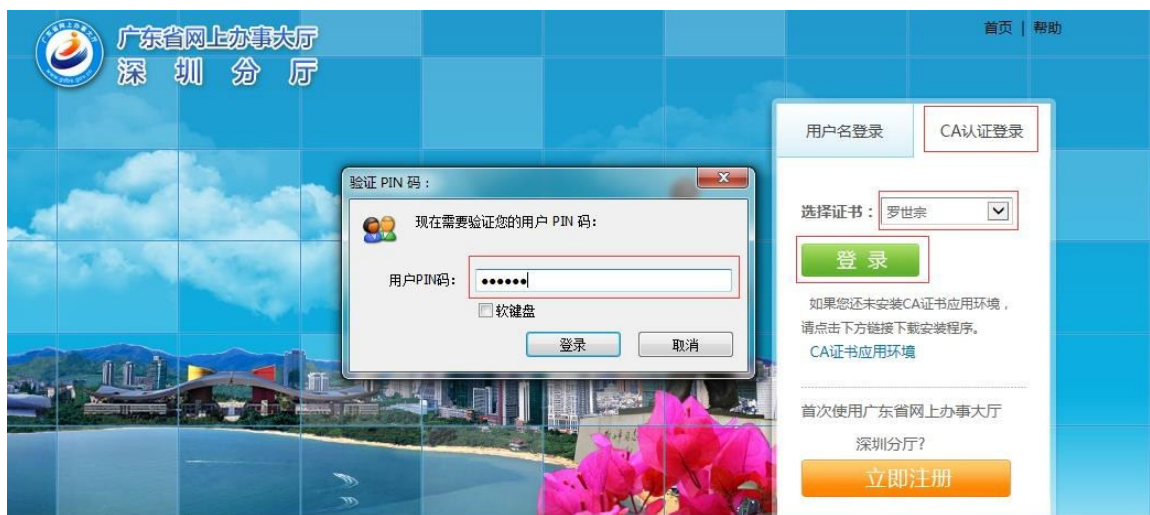 首页 | 帮助
广东省网上办事大厅
深圳分厅
用户名登录
CA认证登录
验证 PIN 码：
现在需要验证您的用户 PIN 码：
用户PIN码：
●●●●●●
软键盘
登录
取消
选择证书：
罗世宗
登 录
如果您还未安装CA证书应用环境，
请点击下方链接下载安装程序。
CA证书应用环境
首次使用广东省网上办事大厅
深圳分厅？
立即注册